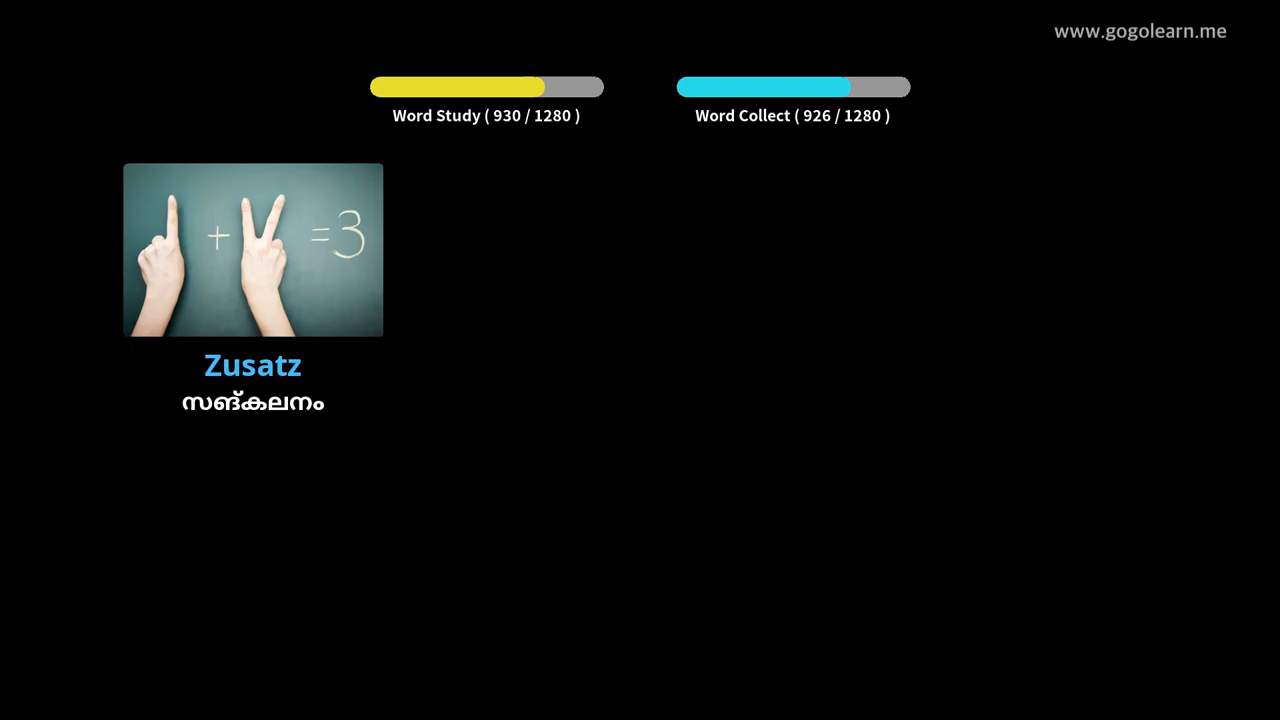 www.gogolearn.me
Word Study ( 930 / 1280 )
Word Collect ( 926 / 1280 )
+ =3
Zusatz
സങ്കലനം